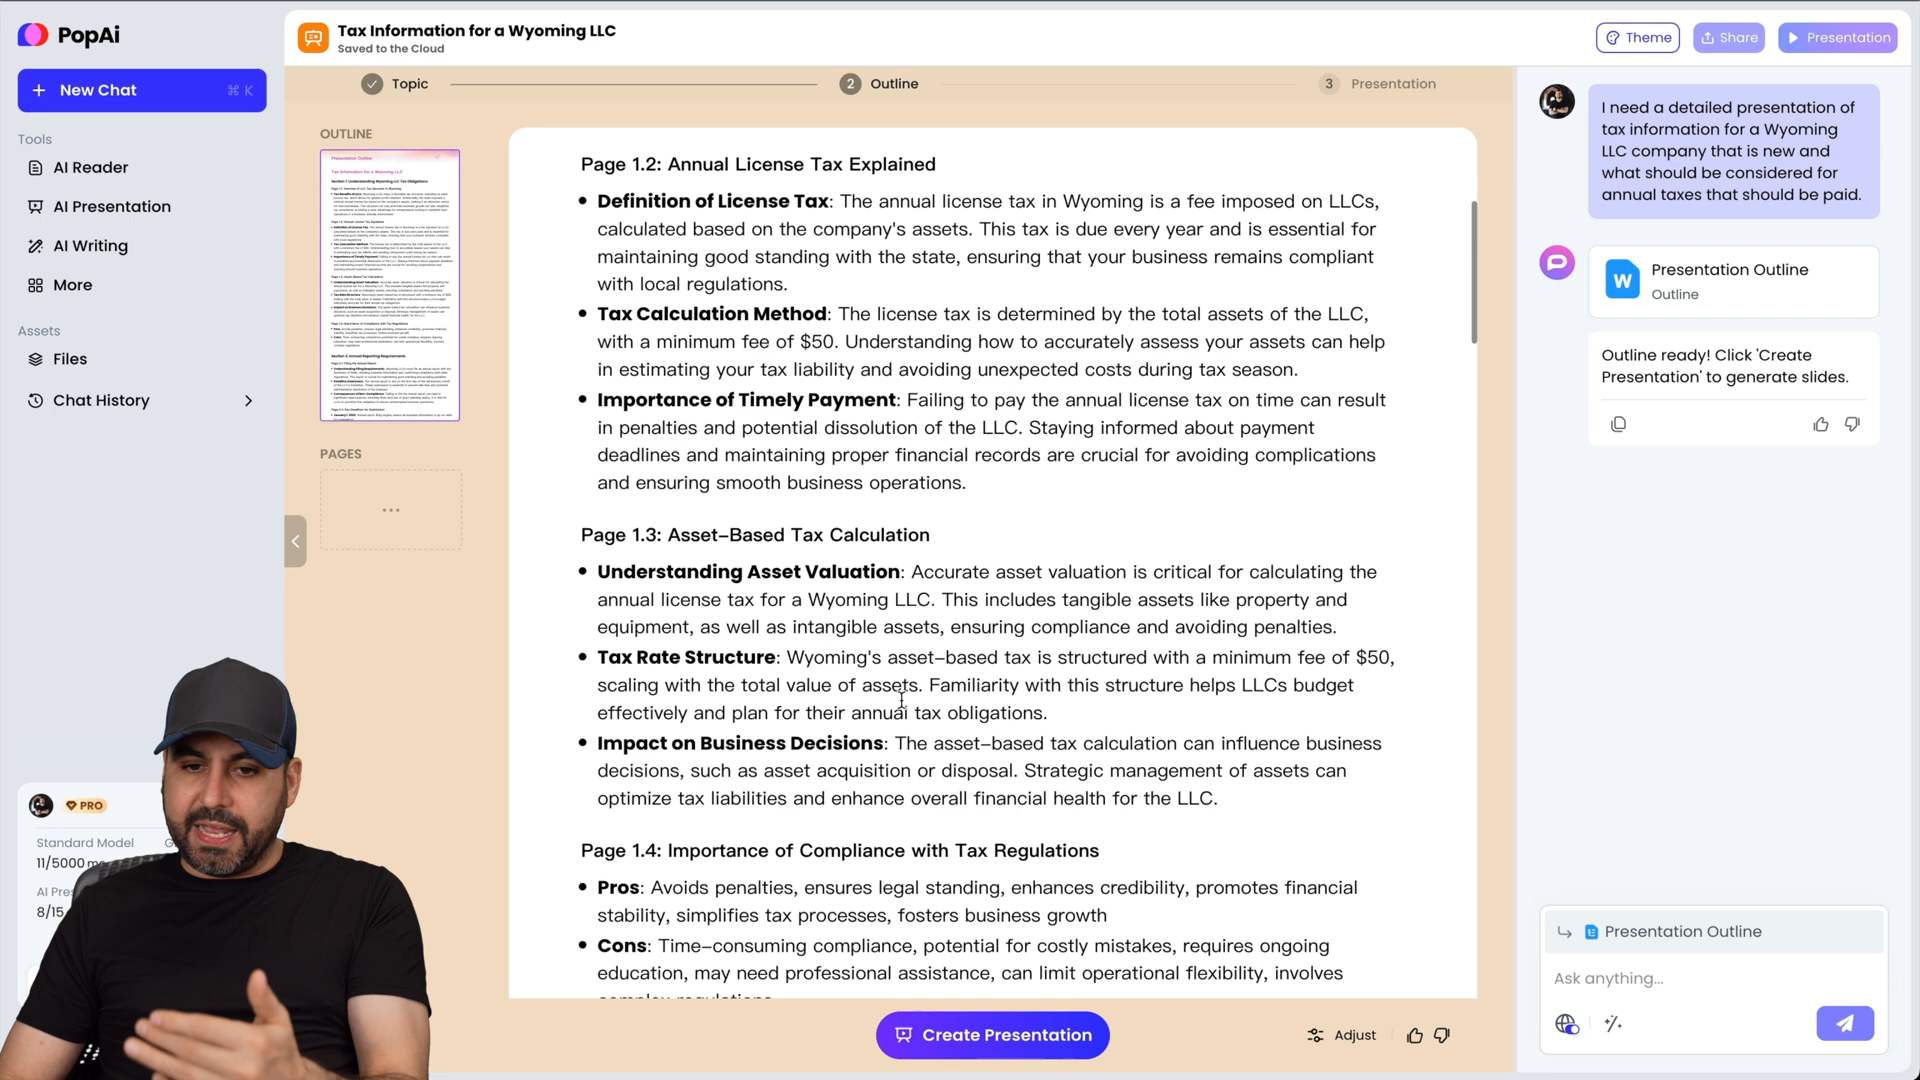 PopAi
New Chat
⌘ K
Tools
AI Reader
AI Presentation
AI Writing
More
Assets
Files
Chat History
PRO
Standard Model
11/5000
8/15
Tax Information for a Wyoming LLC
Saved to the Cloud
Theme
Share
Presentation
Topic
2 Outline
3 Presentation
OUTLINE
Presentation Outline
Tax Information for a Wyoming LLC
PAGES
...
Page 1.2: Annual License Tax Explained
• Definition of License Tax: The annual license tax in Wyoming is a fee imposed on LLCs,
calculated based on the company's assets. This tax is due every year and is essential for
maintaining good standing with the state, ensuring that your business remains compliant
with local regulations.
• Tax Calculation Method: The license tax is determined by the total assets of the LLC,
with a minimum fee of $50. Understanding how to accurately assess your assets can help
in estimating your tax liability and avoiding unexpected costs during tax season.
• Importance of Timely Payment: Failing to pay the annual license tax on time can result
in penalties and potential dissolution of the LLC. Staying informed about payment
deadlines and maintaining proper financial records are crucial for avoiding complications
and ensuring smooth business operations.
Page 1.3: Asset-Based Tax Calculation
• Understanding Asset Valuation: Accurate asset valuation is critical for calculating the
annual license tax for a Wyoming LLC. This includes tangible assets like property and
equipment, as well as intangible assets, ensuring compliance and avoiding penalties.
• Tax Rate Structure: Wyoming's asset-based tax is structured with a minimum fee of $50,
scaling with the total value of assets. Familiarity with this structure helps LLCs budget
effectively and plan for their annual tax obligations.
• Impact on Business Decisions: The asset-based tax calculation can influence business
decisions, such as asset acquisition or disposal. Strategic management of assets can
optimize tax liabilities and enhance overall financial health for the LLC.
Page 1.4: Importance of Compliance with Tax Regulations
• Pros: Avoids penalties, ensures legal standing, enhances credibility, promotes financial
stability, simplifies tax processes, fosters business growth
• Cons: Time-consuming compliance, potential for costly mistakes, requires ongoing
education, may need professional assistance, can limit operational flexibility, involves
Create Presentation
Adjust
I need a detailed presentation of
tax information for a Wyoming
LLC company that is new and
what should be considered for
annual taxes that should be paid.
W
Presentation Outline
Outline
Outline ready! Click 'Create
Presentation' to generate slides.
Presentation Outline
Ask anything...